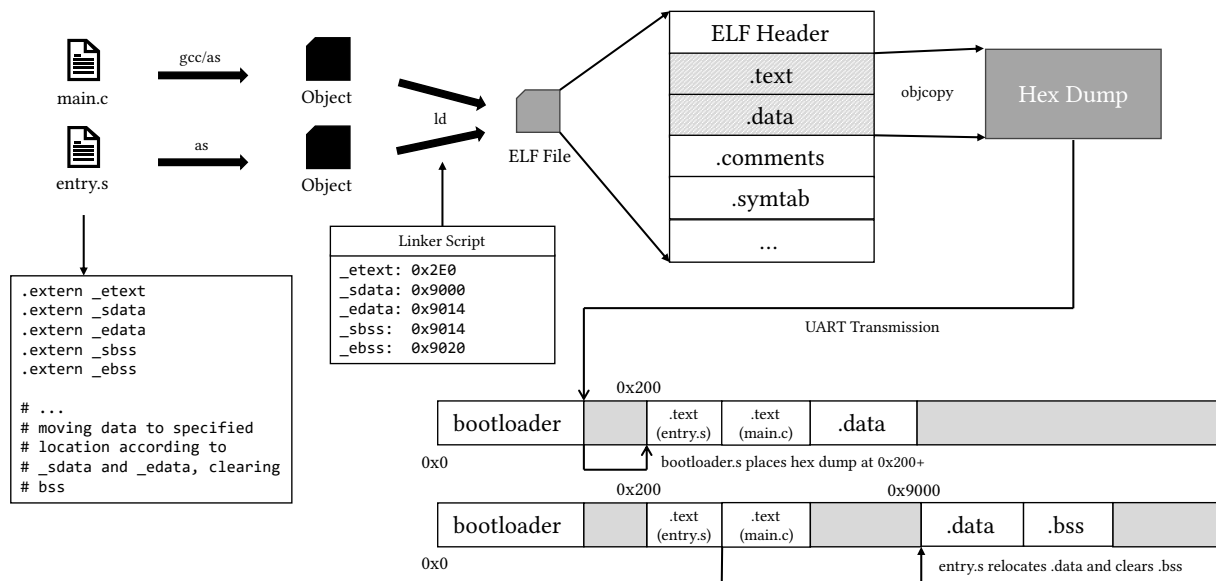 main.c
gcc/as
Object
entry.s
as
Object
ld
ELF File
ELF Header
.text
.data
.comments
.symtab
...
objcopy
Hex Dump
Linker Script
_etext: 0x2E0
_sdata: 0x9000
_edata: 0x9014
_sbss:  0x9014
_ebss:  0x9020
.extern _etext
.extern _sdata
.extern _edata
.extern _sbss
.extern _ebss
# ...
# moving data to specified
# location according to
# _sdata and _edata, clearing
# bss
UART Transmission
0x200
bootloader
.text
(entry.s)
.text
(main.c)
.data
0x0
bootloader.s places hex dump at 0x200+
0x200
0x9000
bootloader
.text
(entry.s)
.text
(main.c)
.data
.bss
0x0
entry.s relocates .data and clears .bss